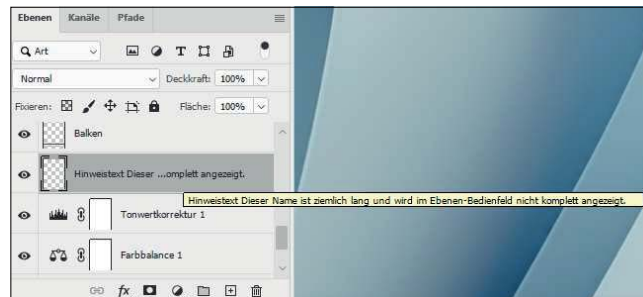 Ebenen Kanäle Pfade
Art
Normal Deckkraft: 100%
Fixieren: Fläche: 100%
Balken
Hinweistext Dieser ...omplett angezeigt.
Hinweistext Dieser Name ist ziemlich lang und wird im Ebenen-Bedienfeld nicht komplett angezeigt.
Tonwertkorrektur 1
Farbbalance 1
fx